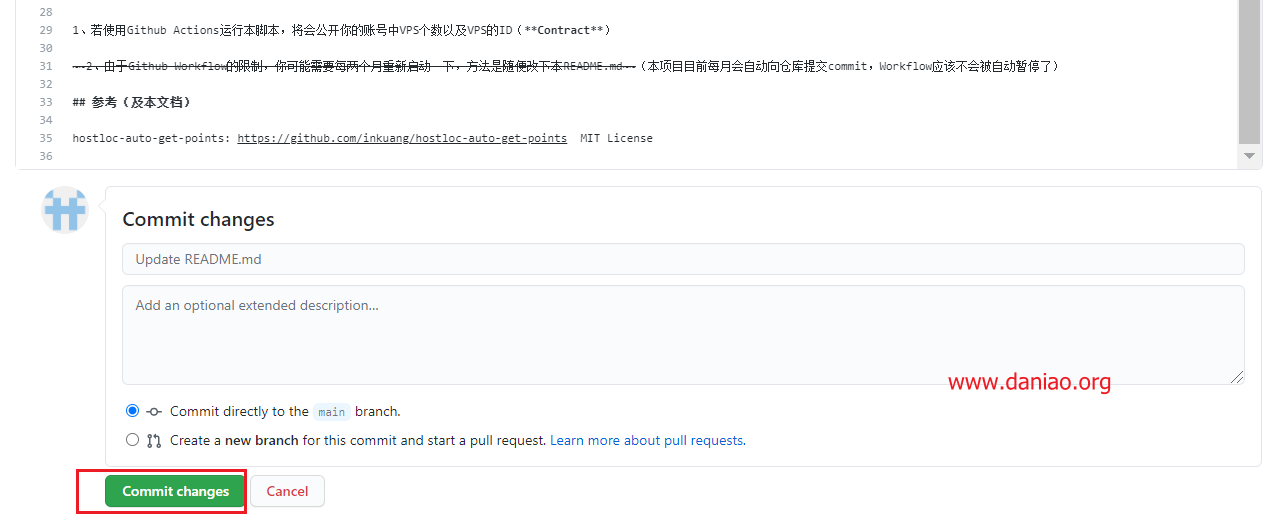 28
29 1、若使用Github Actions运行本脚本，将会公开你的账号中VPS个数以及VPS的ID（**Contract**）
30
31 ~~2、由于Github Workflow的限制，你可能需要每两个月重新启动一下，方法是随便改下本README.md~~（本项目目前每月会自动向仓库提交commit，Workflow应该不会被自动暂停了）
32
33 ## 参考（及本文档）
34
35 hostloc-auto-get-points: https://github.com/inkuang/hostloc-auto-get-points  MIT License
36
Commit changes
Update README.md
Add an optional extended description...
www.daniao.org
Commit directly to the main branch.
Create a new branch for this commit and start a pull request. Learn more about pull requests.
Commit changes Cancel